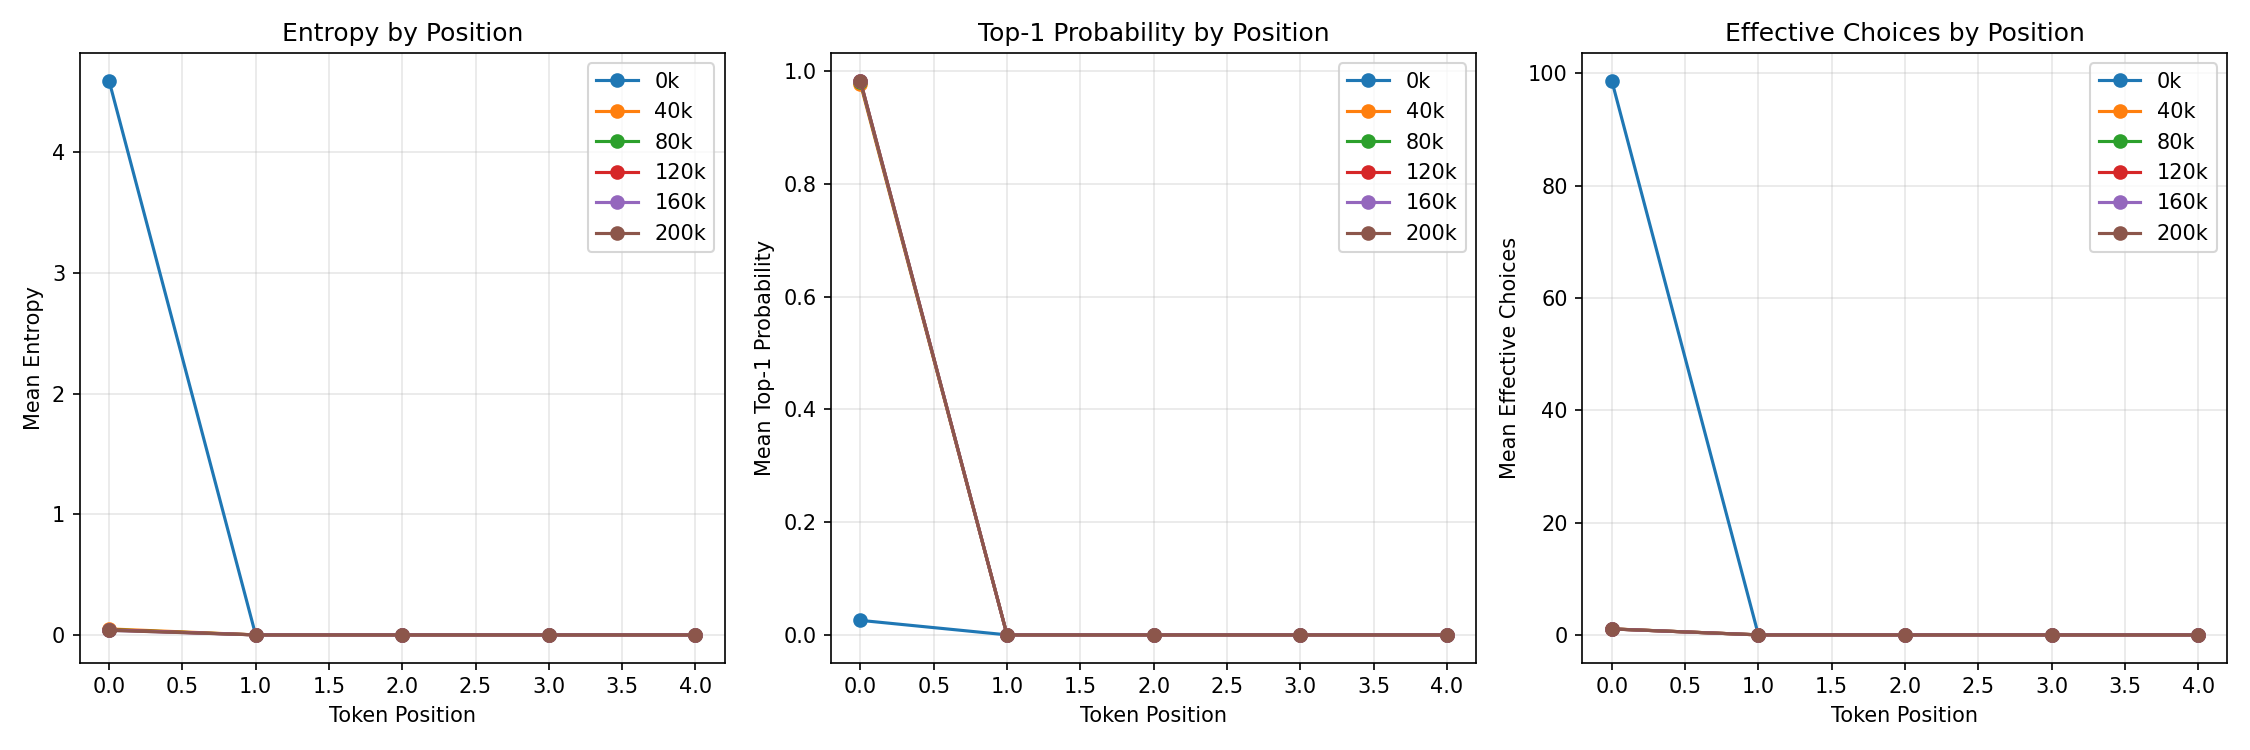 Entropy by Position
Mean Entropy
4
3
2
1
0
0.0 0.5 1.0 1.5 2.0 2.5 3.0 3.5 4.0
Token Position
0k
40k
80k
120k
160k
200k
Top-1 Probability by Position
Mean Top-1 Probability
1.0
0.8
0.6
0.4
0.2
0.0
0.0 0.5 1.0 1.5 2.0 2.5 3.0 3.5 4.0
Token Position
0k
40k
80k
120k
160k
200k
Effective Choices by Position
Mean Effective Choices
100
80
60
40
20
0
0.0 0.5 1.0 1.5 2.0 2.5 3.0 3.5 4.0
Token Position
0k
40k
80k
120k
160k
200k